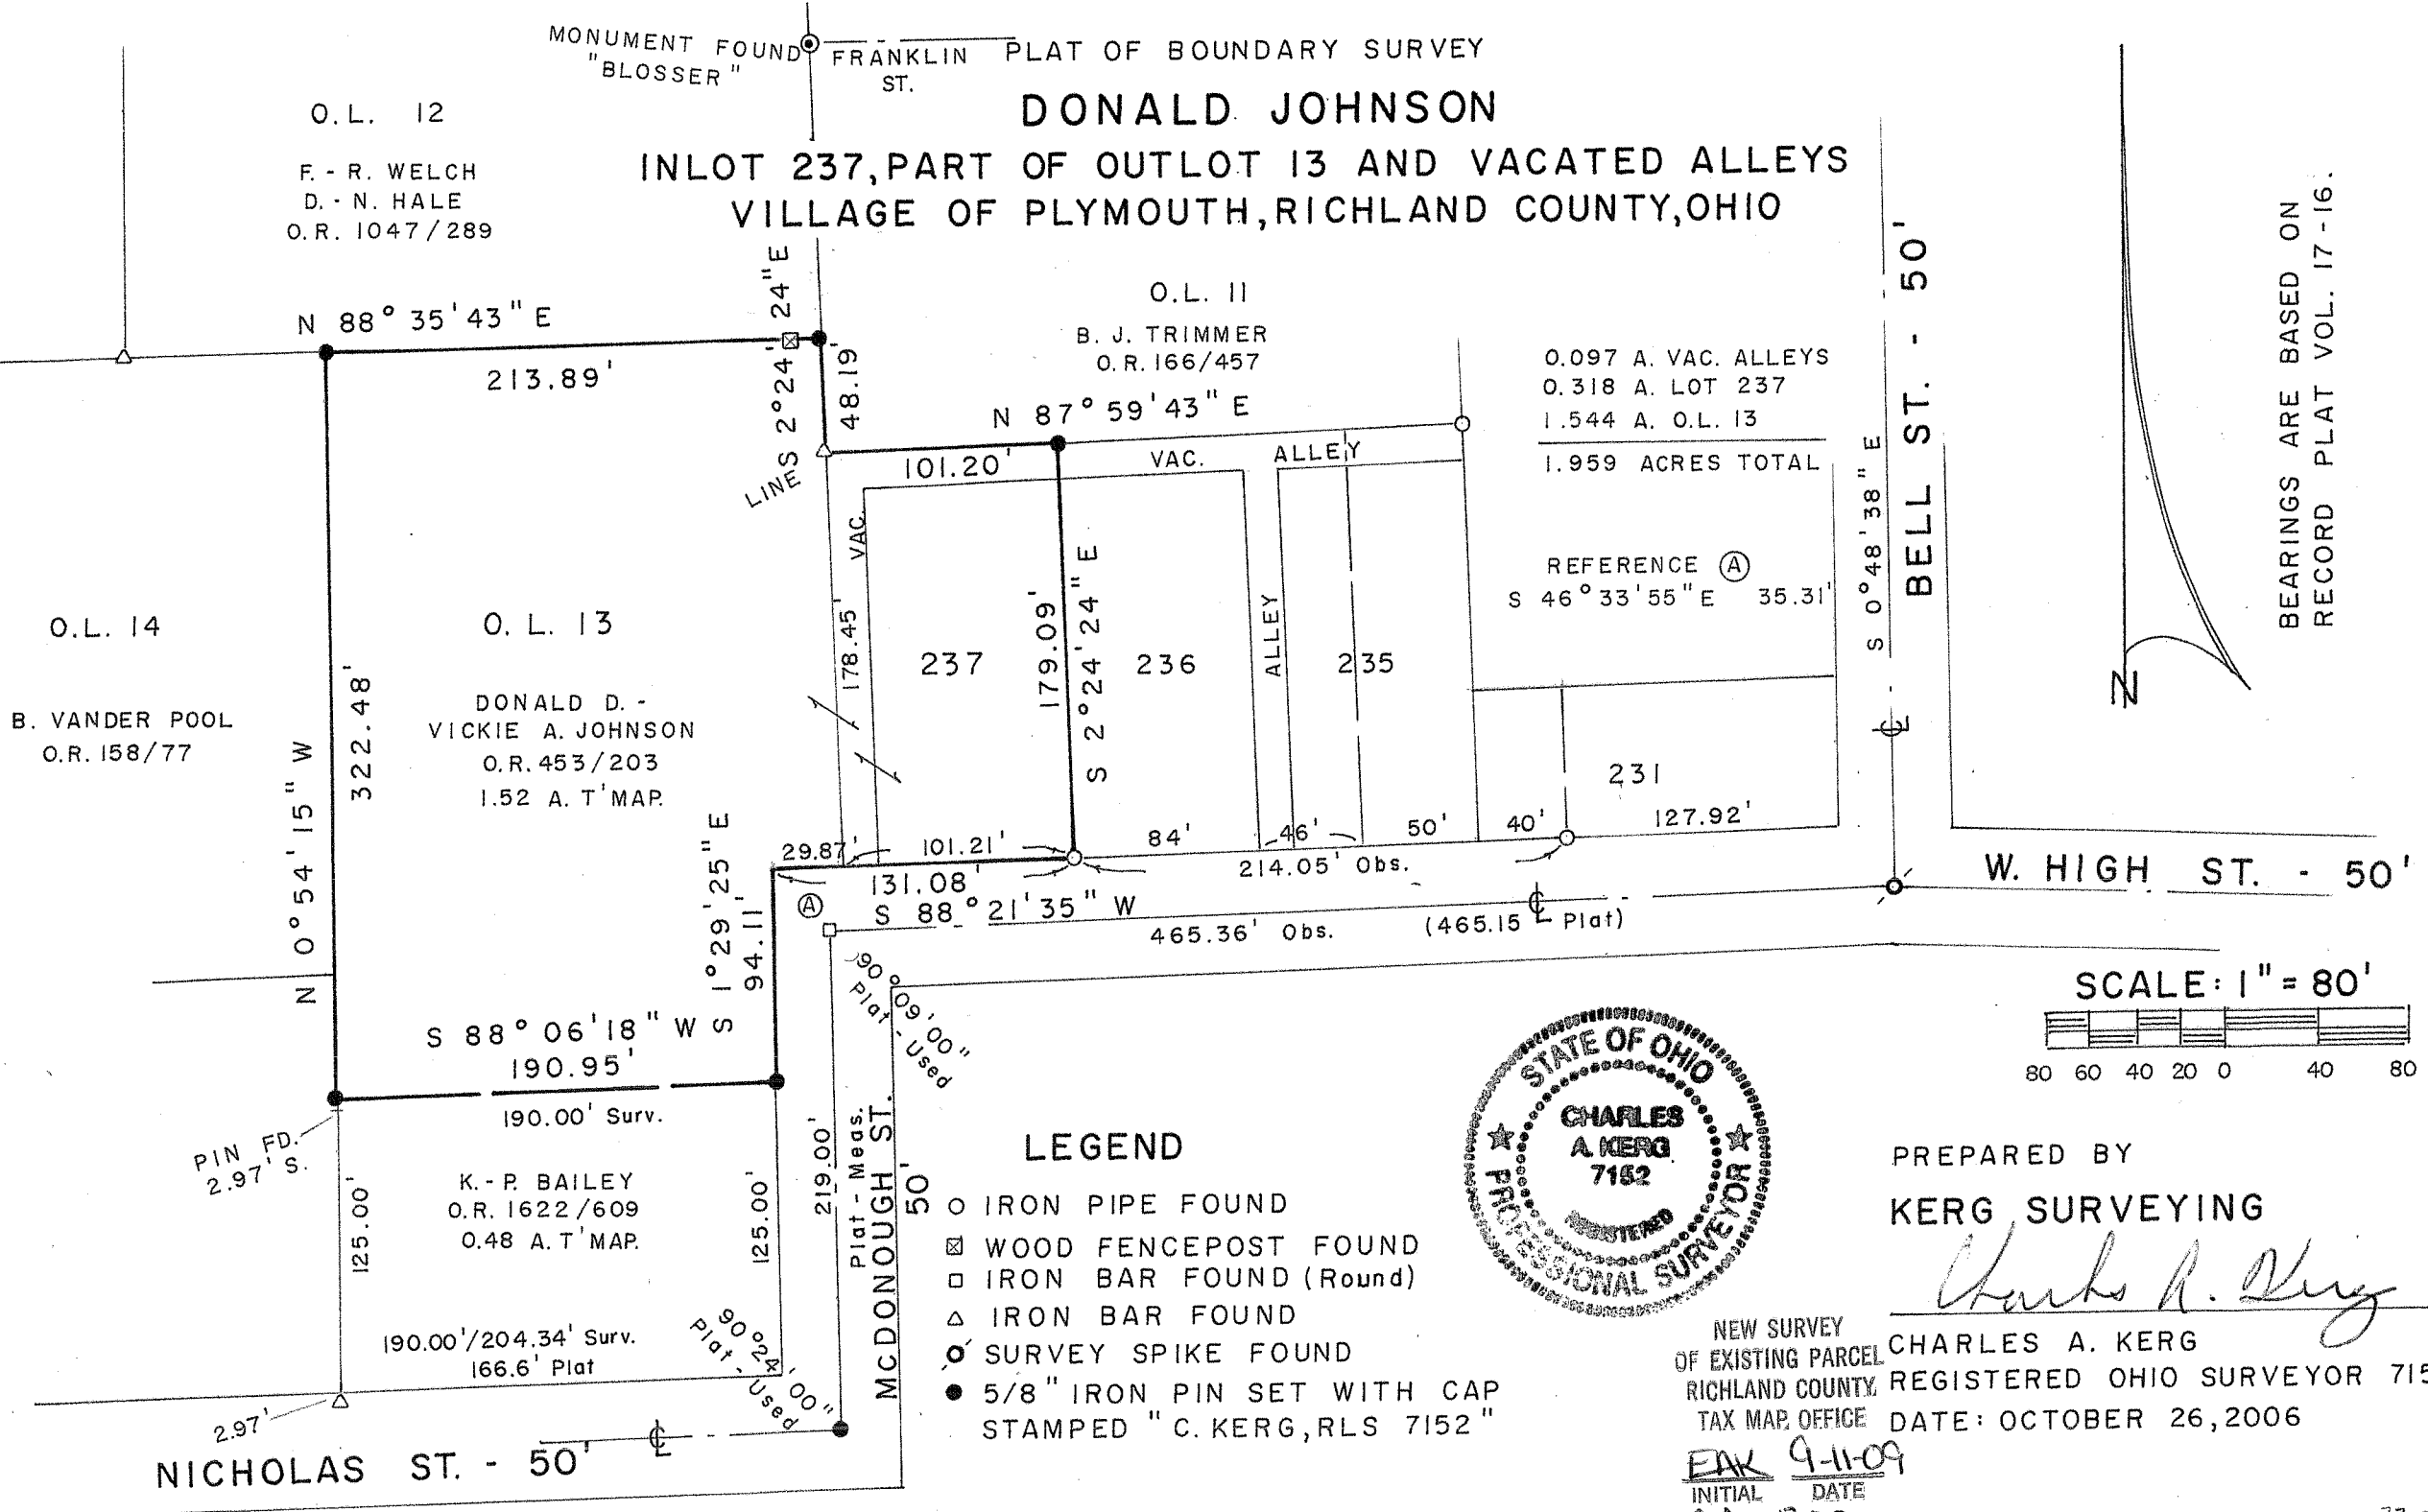 MONUMENT FOUND
"BLOSSER"
FRANKLIN
ST.
PLAT OF BOUNDARY SURVEY
DONALD JOHNSON
INLOT 237, PART OF OUTLOT 13 AND VACATED ALLEYS
VILLAGE OF PLYMOUTH, RICHLAND COUNTY, OHIO
O.L. 12
F. - R. WELCH
D. - N. HALE
O.R. 1047/289
N 88° 35' 43" E
213.89'
LINE S 2° 24' 24" E
48.19'
O.L. 11
B. J. TRIMMER
O.R. 166/457
N 87° 59' 43" E
101.20'
VAC. ALLEY
0.097 A. VAC. ALLEYS
0.318 A. LOT 237
1.544 A. O.L. 13
1.959 ACRES TOTAL
REFERENCE A
S 46° 33' 55" E 35.31'
S 0° 48' 38" E
BELL ST. - 50'
BEARINGS ARE BASED ON
RECORD PLAT VOL. 17-16.
N
O.L. 14
B. VANDER POOL
O.R. 158/77
N 0° 54' 15" W
322.48'
O.L. 13
DONALD D. -
VICKIE A. JOHNSON
O.R. 453/203
1.52 A. T'MAP.
VAC.
178.45'
237
179.09'
S 2° 24' 24" E
236
ALLEY
235
231
29.87'
101.21'
84'
46'
50'
40'
127.92'
131.08'
214.05' Obs.
A
S 88° 21' 35" W
465.36' Obs.
(465.15 Plat)
℄
℄
W. HIGH ST. - 50'
S 1° 29' 25" E
94.11'
S 88° 06' 18" W
190.95'
190.00' Surv.
90° 09' 00"
Plat - Used
PIN FD.
2.97' S.
125.00'
K. - P. BAILEY
O.R. 1622/609
0.48 A. T'MAP.
125.00'
219.00'
Plat - Meas.
MCDONOUGH ST.
50'
190.00'/204.34' Surv.
166.6' Plat
90° 24' 00"
Plat - Used
2.97'
NICHOLAS ST. - 50'
℄
LEGEND
IRON PIPE FOUND
WOOD FENCEPOST FOUND
IRON BAR FOUND (Round)
IRON BAR FOUND
SURVEY SPIKE FOUND
5/8" IRON PIN SET WITH CAP
STAMPED "C. KERG, RLS 7152"
STATE OF OHIO
CHARLES
A. KERG
7152
REGISTERED
PROFESSIONAL SURVEYOR
SCALE: 1" = 80'
80 60 40 20 0 40 80
PREPARED BY
KERG SURVEYING
Charles A. Kerg
CHARLES A. KERG
REGISTERED OHIO SURVEYOR 715
DATE: OCTOBER 26, 2006
NEW SURVEY
OF EXISTING PARCEL
RICHLAND COUNTY
TAX MAP OFFICE
EAK 9-11-09
INITIAL DATE